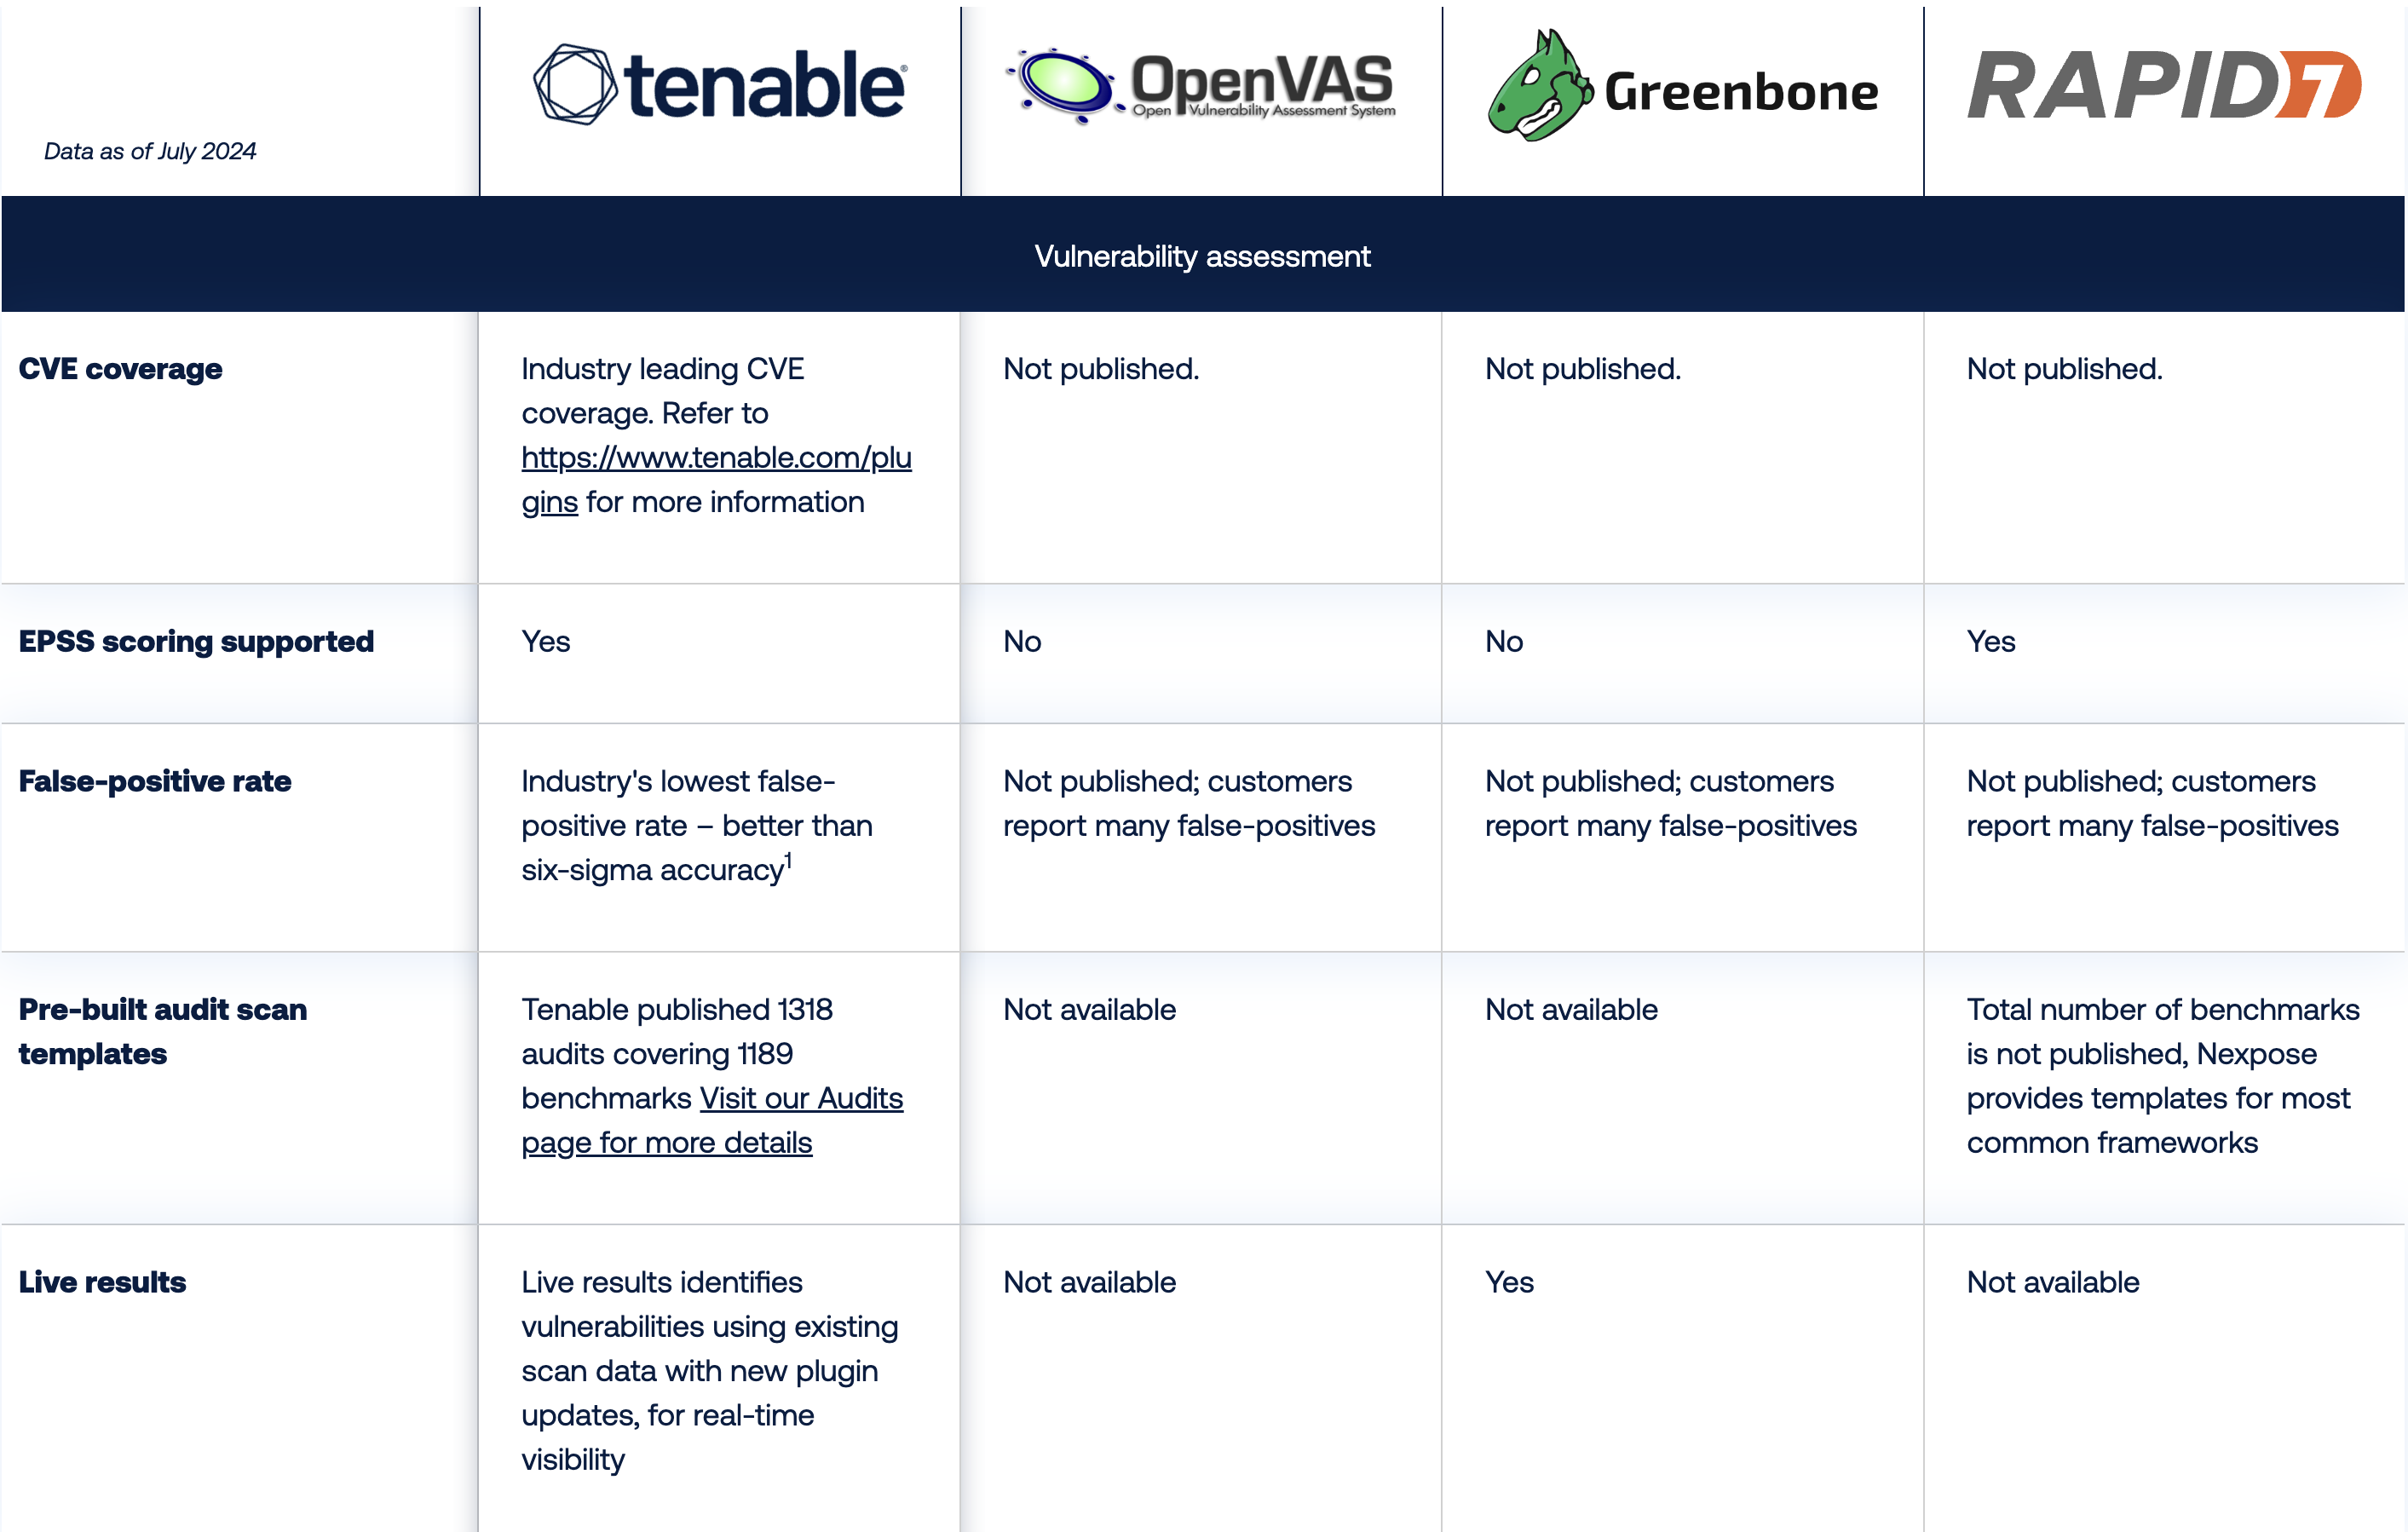 Data as of July 2024
tenable®
OpenVAS
Open Vulnerability Assessment System
Greenbone
RAPID7
Vulnerability assessment
CVE coverage
Industry leading CVE
coverage. Refer to
https://www.tenable.com/plu
gins for more information
Not published.
Not published.
Not published.
EPSS scoring supported
Yes
No
No
Yes
False-positive rate
Industry's lowest false-
positive rate – better than
six-sigma accuracy1
Not published; customers
report many false-positives
Not published; customers
report many false-positives
Not published; customers
report many false-positives
Pre-built audit scan
templates
Tenable published 1318
audits covering 1189
benchmarks Visit our Audits
page for more details
Not available
Not available
Total number of benchmarks
is not published, Nexpose
provides templates for most
common frameworks
Live results
Live results identifies
vulnerabilities using existing
scan data with new plugin
updates, for real-time
visibility
Not available
Yes
Not available